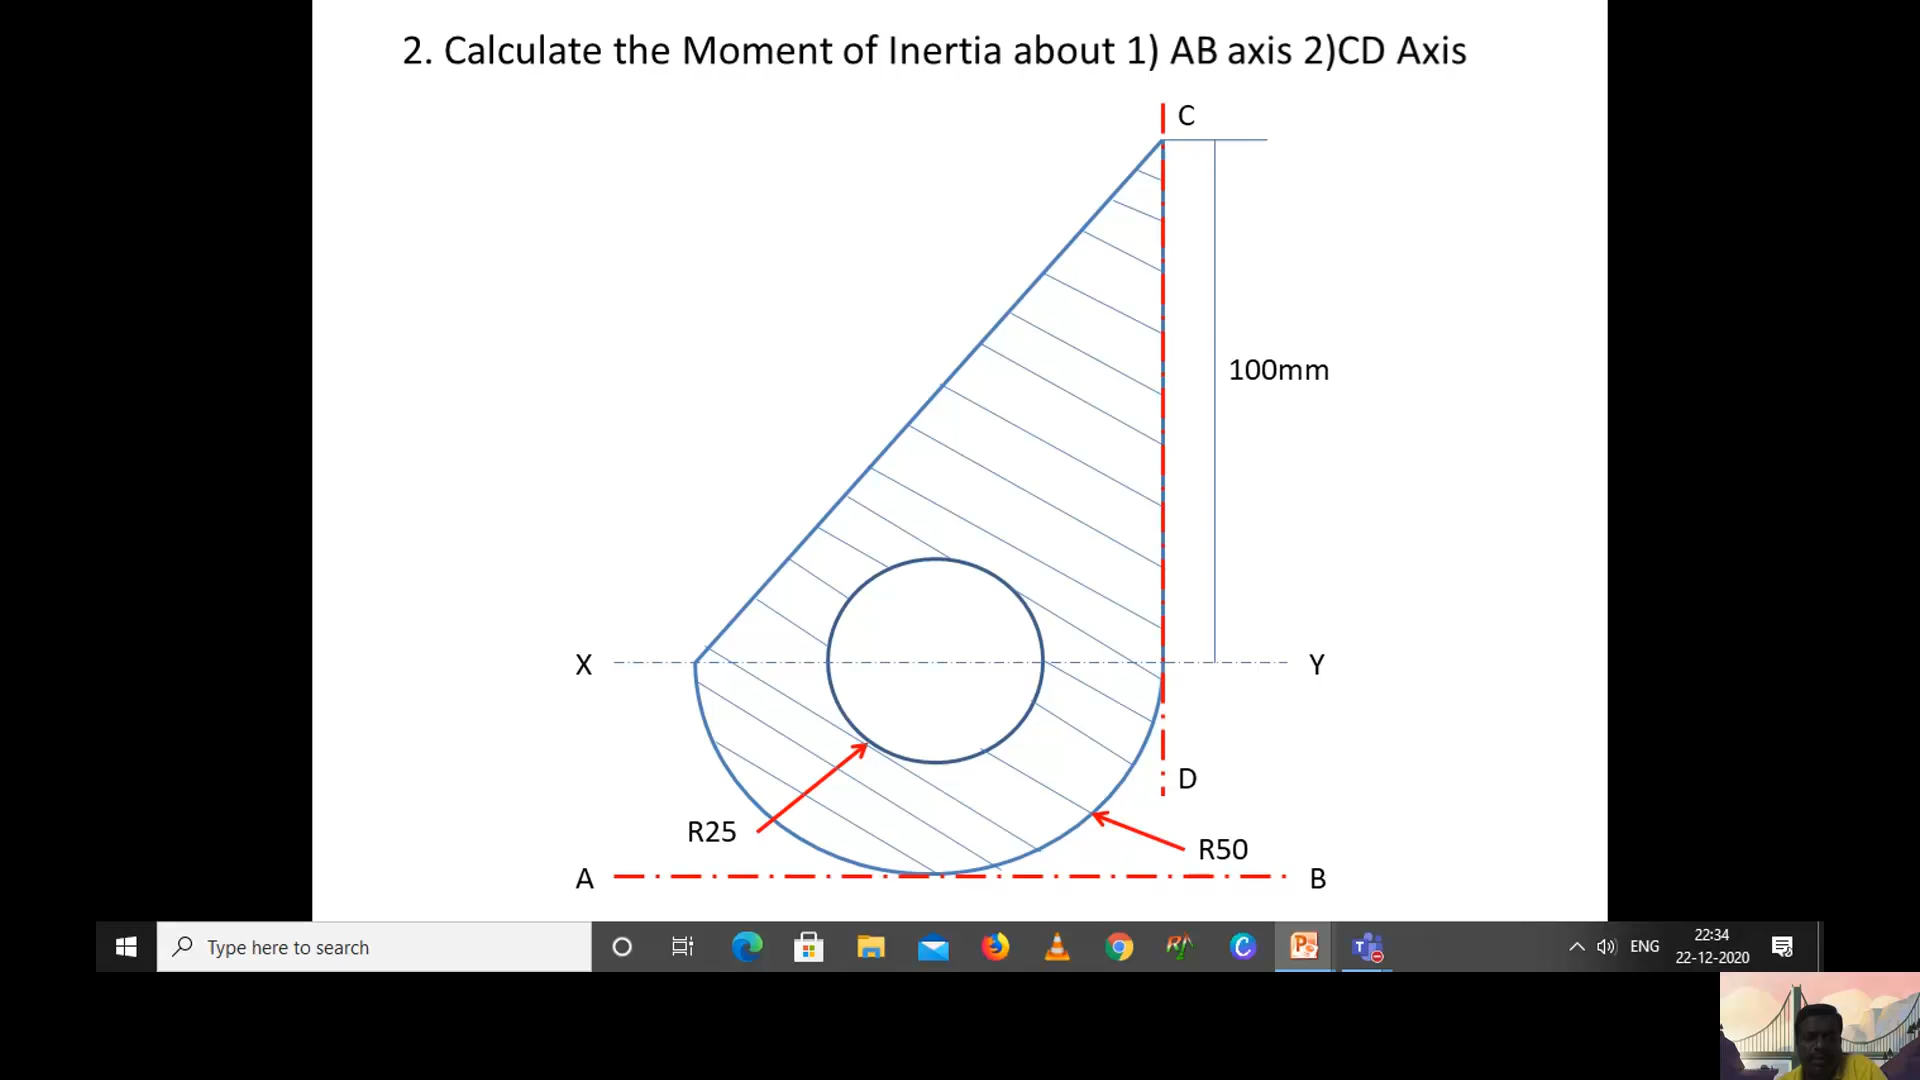 2. Calculate the Moment of Inertia about 1) AB axis 2)CD Axis
C
100mm
X
Y
D
R25
R50
A
B
Type here to search
ENG
22:34
22-12-2020